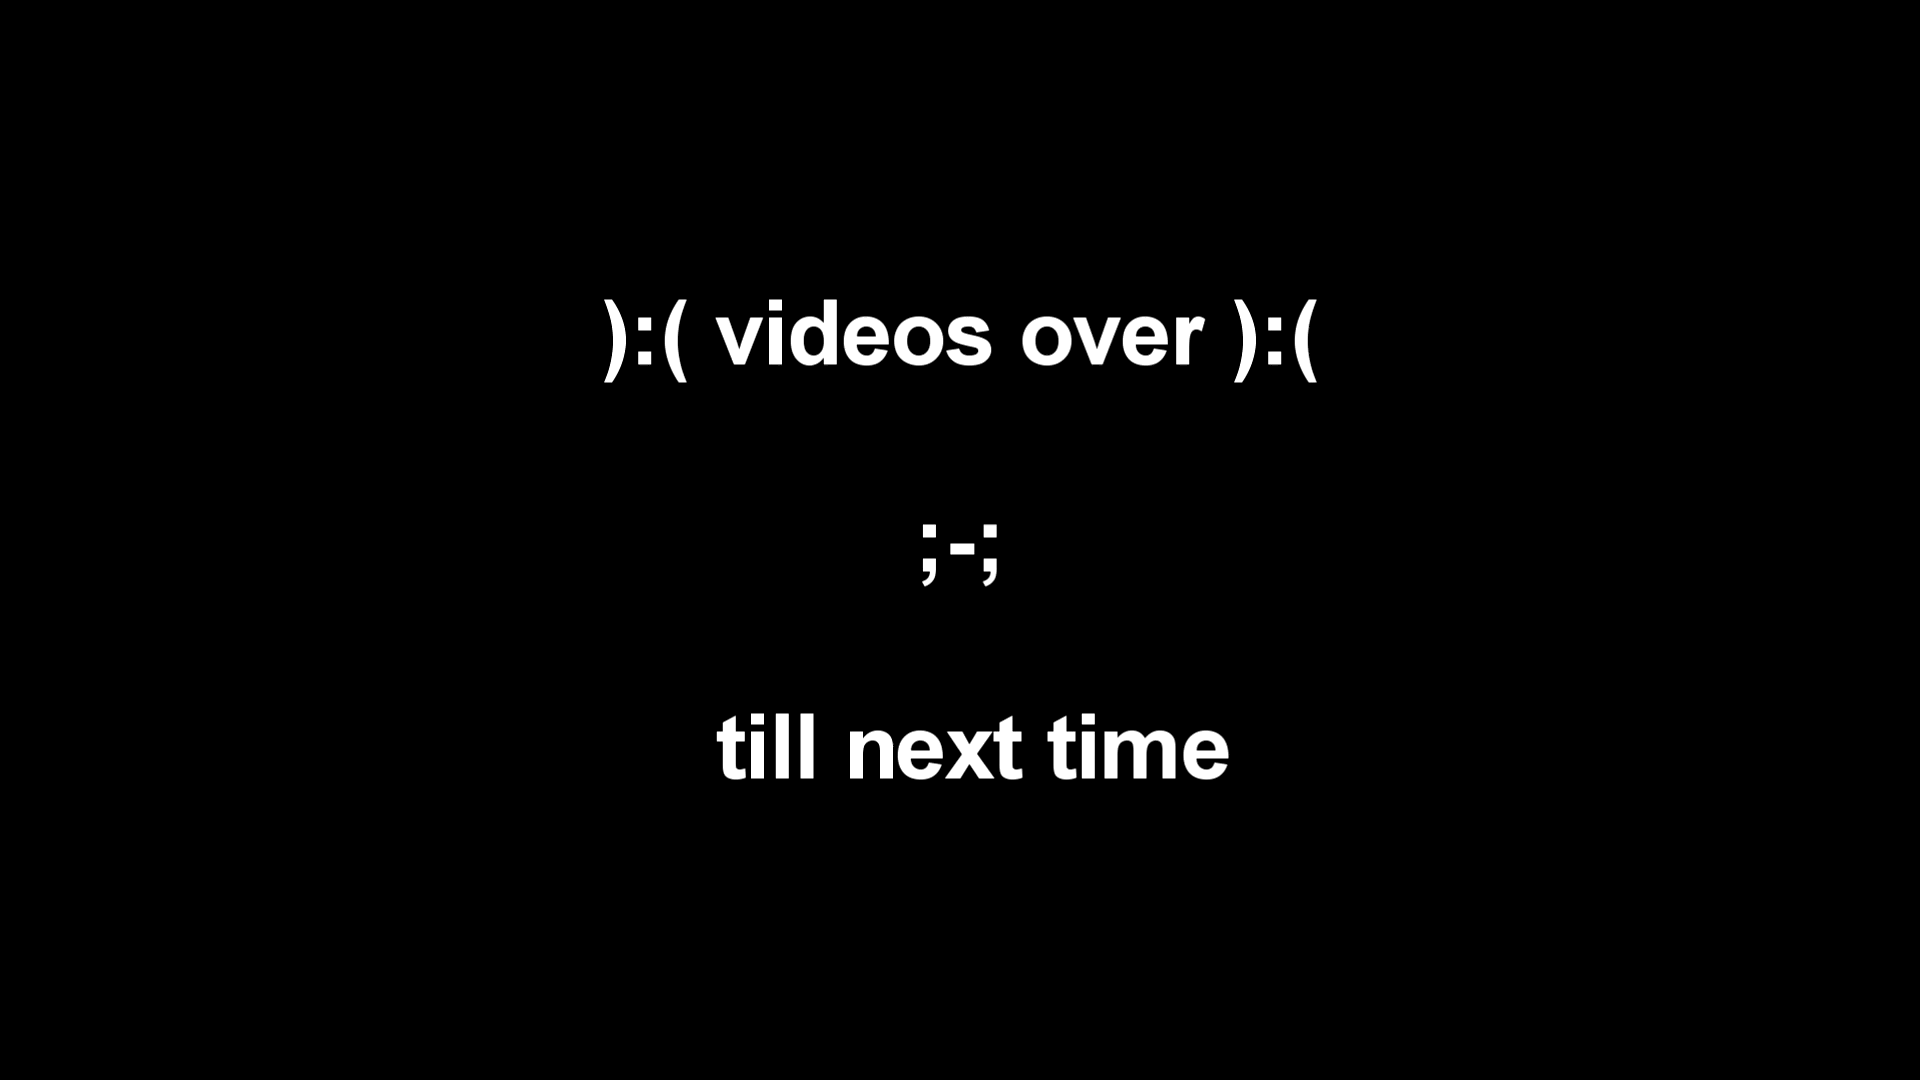 ):( videos over ):(
;-;
till next time